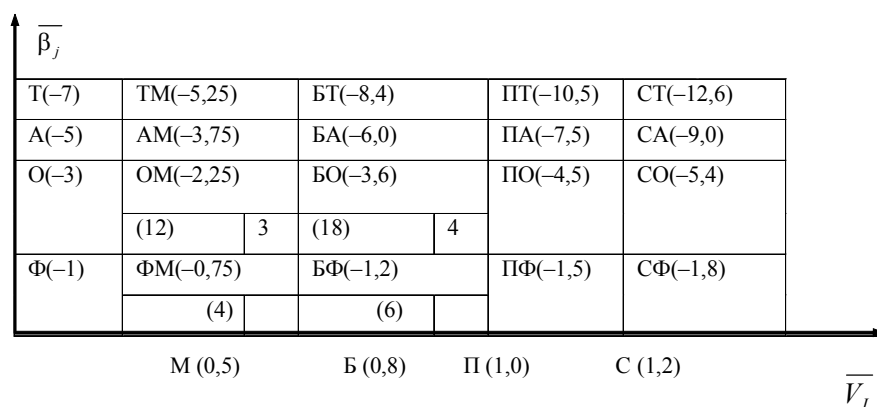 β̅ⱼ
Т(–7) ТМ(–5,25) БТ(–8,4) ПТ(–10,5) СТ(–12,6)
А(–5) АМ(–3,75) БА(–6,0) ПА(–7,5) СА(–9,0)
О(–3) ОМ(–2,25) БО(–3,6) ПО(–4,5) СО(–5,4)
(12) 3 (18) 4
Ф(–1) ФМ(–0,75) БФ(–1,2) ПФ(–1,5) СФ(–1,8)
(4) (6)
М (0,5) Б (0,8) П (1,0) С (1,2)
V̅_I